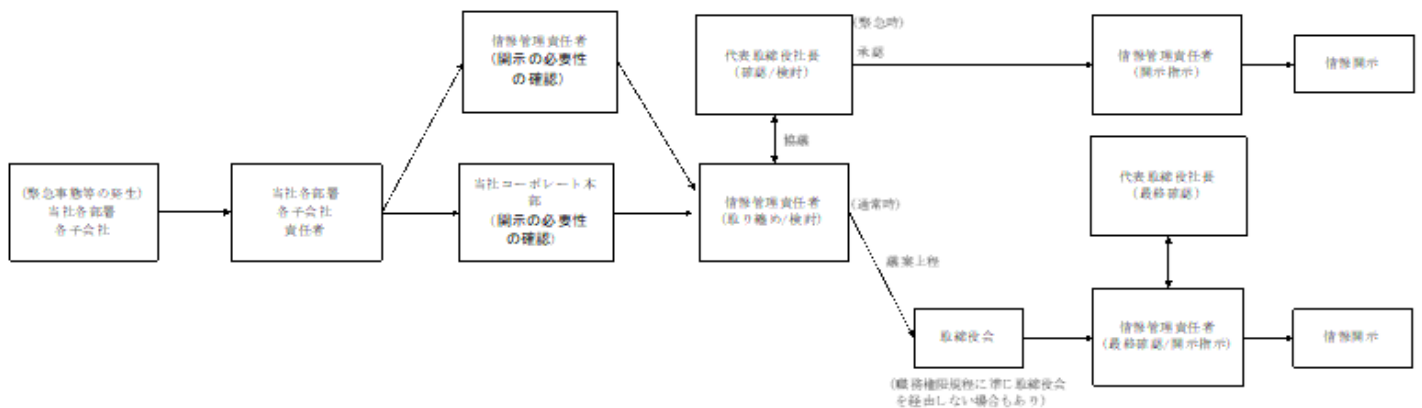 (緊急事態等の発生)
当社各部署
各子会社
当社各部署
各子会社
責任者
情報管理責任者
(開示の必要性
の確認)
当社コーポレート本
部
(開示の必要性
の確認)
代表取締役社長
(確認/検討)
協議
情報管理責任者
(取り纏め/検討)
(緊急時)
承認
情報管理責任者
(開示指示)
情報開示
(通常時)
議案上程
取締役会
(職務権限規程に準じ取締役会
を経由しない場合もあり)
代表取締役社長
(最終確認)
情報管理責任者
(最終確認/開示指示)
情報開示